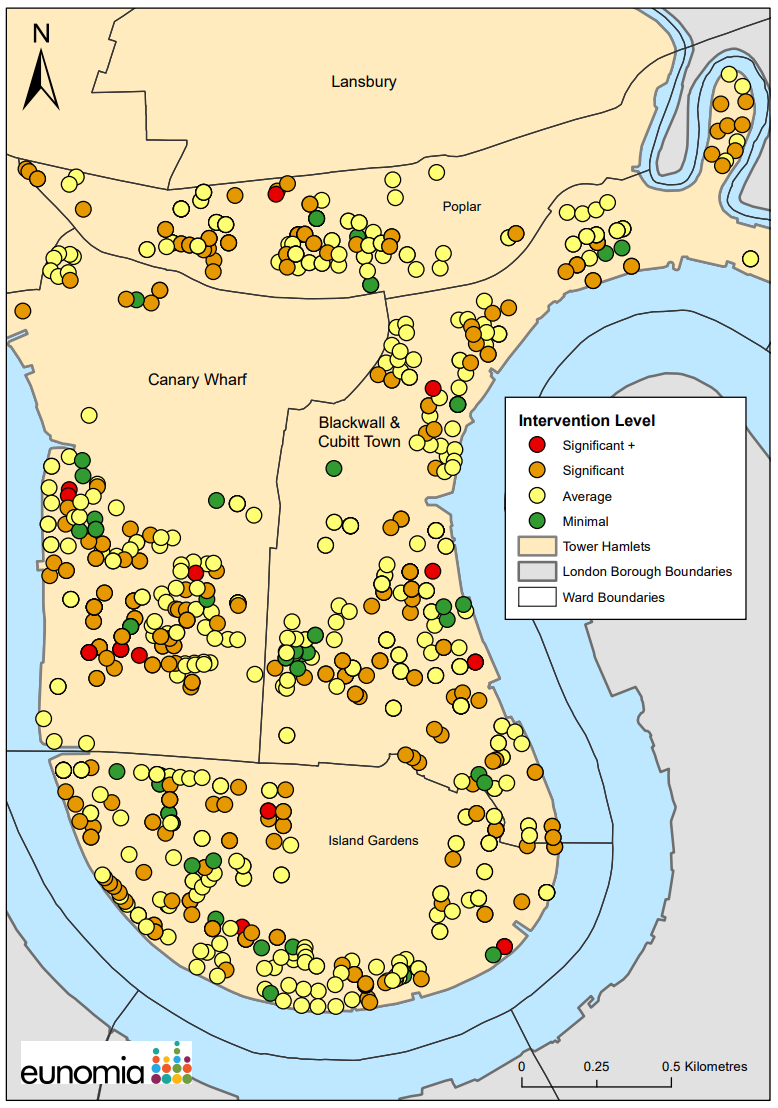 N
Lansbury
Poplar
Canary Wharf
Blackwall &
Cubitt Town
Intervention Level
Significant +
Significant
Average
Minimal
Tower Hamlets
London Borough Boundaries
Ward Boundaries
Island Gardens
eunomia
0 0.25 0.5 Kilometres